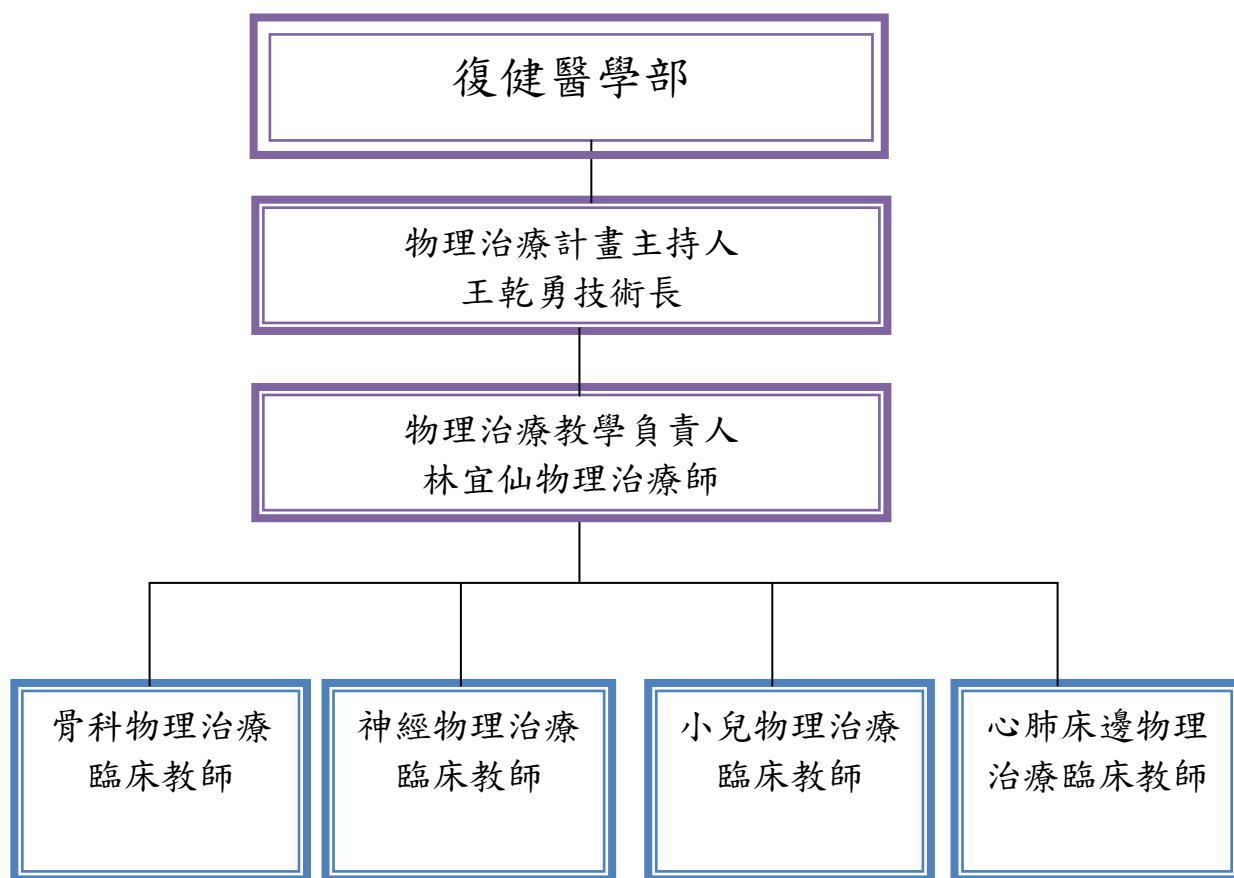 復健醫學部
物理治療計畫主持人
王乾勇技術長
物理治療教學負責人
林宜仙物理治療師
骨科物理治療
臨床教師
神經物理治療
臨床教師
小兒物理治療
臨床教師
心肺床邊物理
治療臨床教師